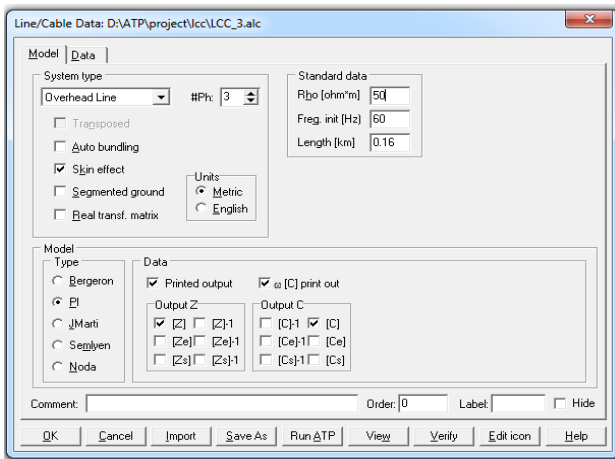 Line/Cable Data: D:\ATP\project\lcc\LCC_3.alc
Model Data
System type
Overhead Line #Ph: 3
Transposed
Auto bundling
Skin effect
Segmented ground
Real transf. matrix
Units
Metric
English
Standard data
Rho [ohm*m] 50
Freq. init [Hz] 60
Length [km] 0.16
Model
Type
Bergeron
PI
JMarti
Semlyen
Noda
Data
Printed output ω [C] print out
Output Z
[Z] [Z]-1
[Ze] [Ze]-1
[Zs] [Zs]-1
Output C
[C]-1 [C]
[Ce]-1 [Ce]
[Cs]-1 [Cs]
Comment: Order: 0 Label: Hide
OK Cancel Import Save As Run ATP View Verify Edit icon Help